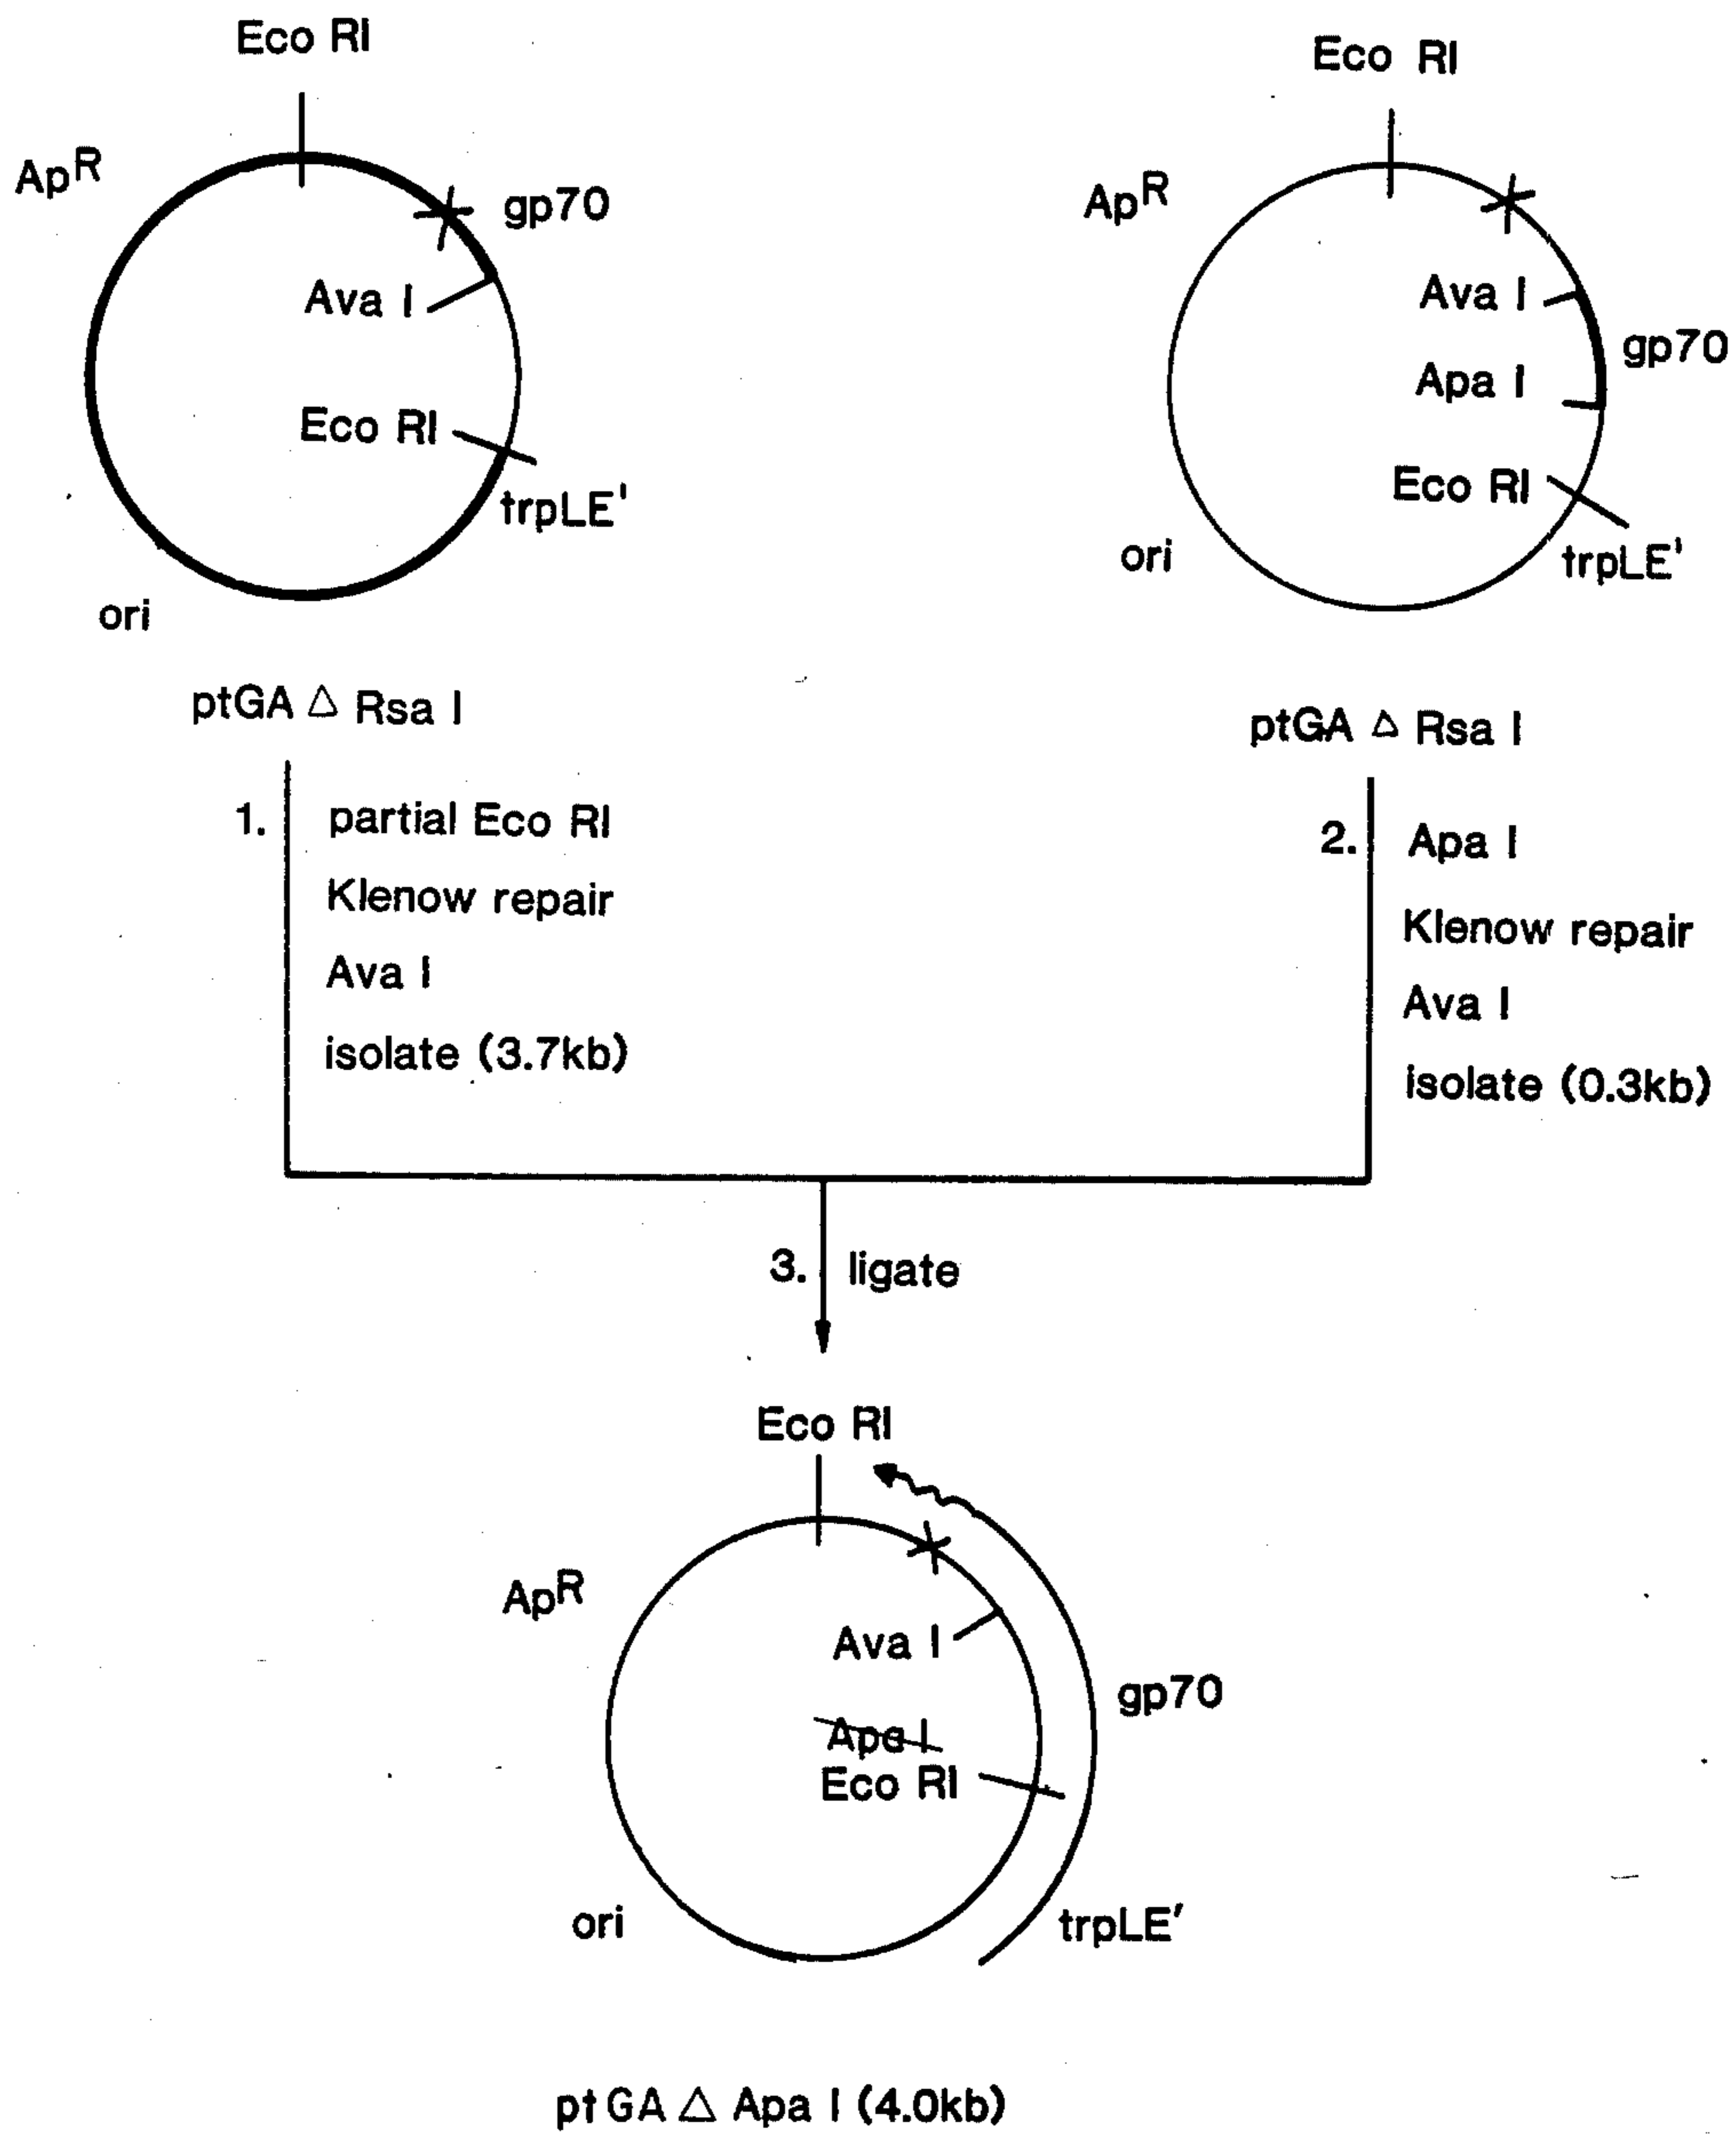 Eco RI
ApR
gp70
Ava I
Eco RI
trpLE'
ori
ptGA △ Rsa I
Eco RI
ApR
Ava I
gp70
Apa I
Eco RI
ori
trpLE'
ptGA △ Rsa I
1.
partial Eco RI
Klenow repair
Ava I
isolate (3.7kb)
2.
Apa I
Klenow repair
Ava I
isolate (0.3kb)
3. ligate
Eco RI
ApR
Ava I
gp70
Apa I
Eco RI
ori
trpLE'
ptGA △ Apa I (4.0kb)